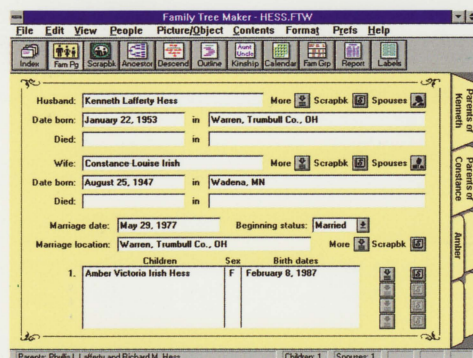 Family Tree Maker - HESS.FTW
File Edit View People Picture/Object Contents Format Prefs Help
Index Fam Pg Scrapbk Ancestor Descend Outline Kinship Calendar Fam Grp Report Labels
Aunt
Uncle
Husband: Kenneth Lafferty Hess More Scrapbk Spouses
Date born: January 22, 1953 in Warren, Trumbull Co., OH
Died: in
Wife: Constance Louise Irish More Scrapbk Spouses
Date born: August 25, 1947 in Wadena, MN
Died: in
Marriage date: May 29, 1977 Beginning status: Married
Marriage location: Warren, Trumbull Co., OH More Scrapbk
Children Sex Birth dates
1. Amber Victoria Irish Hess F February 8, 1987
Parents of
Kenneth
Parents of
Constance
Amber
Parents: Phyllis I. Lafferty and Richard M. Hess Children: 1 Spouses: 1